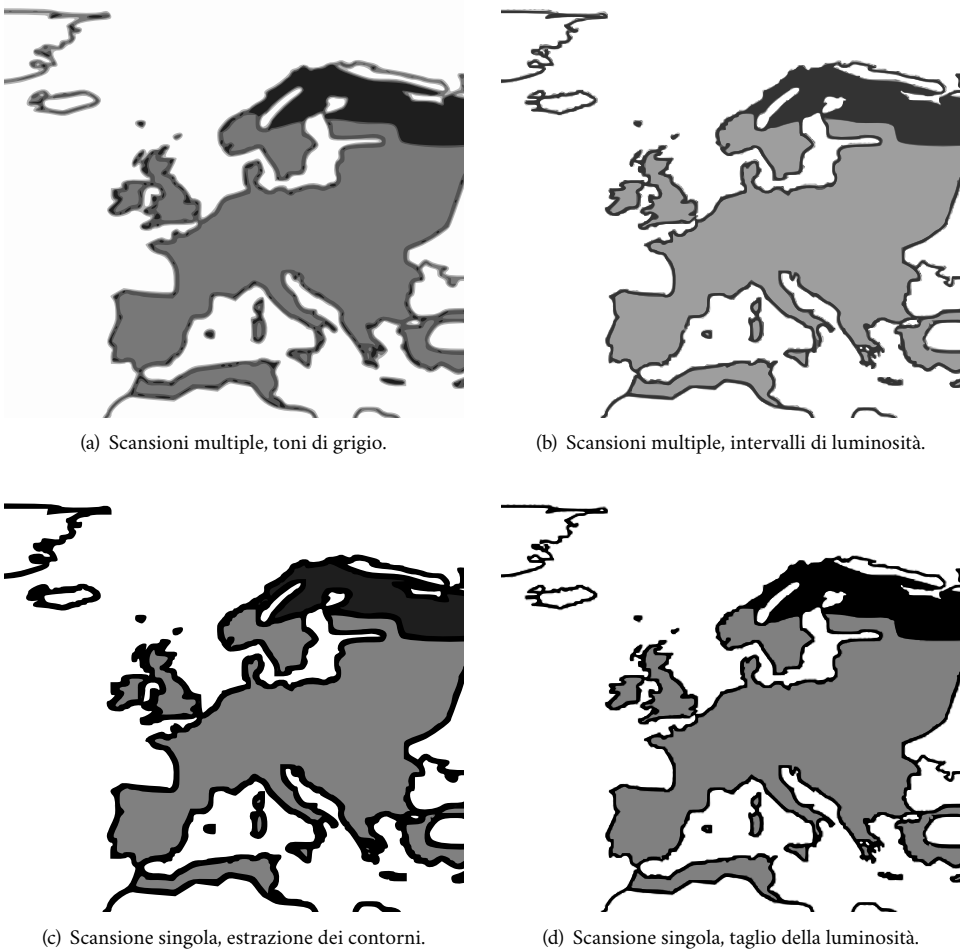 (a) Scansioni multiple, toni di grigio.
(b) Scansioni multiple, intervalli di luminosità.
(c) Scansione singola, estrazione dei contorni.
(d) Scansione singola, taglio della luminosità.